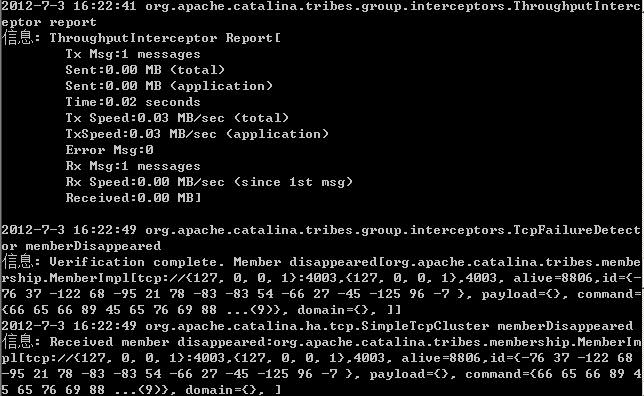 2012-7-3 16:22:41 org.apache.catalina.tribes.group.interceptors.ThroughputInterc
eptor report
信息: ThroughputInterceptor Report[
Tx Msg:1 messages
Sent:0.00 MB (total)
Sent:0.00 MB (application)
Time:0.02 seconds
Tx Speed:0.03 MB/sec (total)
TxSpeed:0.03 MB/sec (application)
Error Msg:0
Rx Msg:1 messages
Rx Speed:0.00 MB/sec (since 1st msg)
Received:0.00 MB]
2012-7-3 16:22:49 org.apache.catalina.tribes.group.interceptors.TcpFailureDetect
or memberDisappeared
信息: Verification complete. Member disappeared[org.apache.catalina.tribes.membe
rship.MemberImpl[tcp://{127, 0, 0, 1}:4003,{127, 0, 0, 1},4003, alive=8806,id={-
76 37 -122 68 -95 21 78 -83 -83 54 -66 27 -45 -125 96 -7 }, payload={}, command=
{66 65 66 89 45 65 76 69 88 ...(9)}, domain={}, ]]
2012-7-3 16:22:49 org.apache.catalina.ha.tcp.SimpleTcpCluster memberDisappeared
信息: Received member disappeared:org.apache.catalina.tribes.membership.MemberIm
pl[tcp://{127, 0, 0, 1}:4003,{127, 0, 0, 1},4003, alive=8806,id={-76 37 -122 68
-95 21 78 -83 -83 54 -66 27 -45 -125 96 -7 }, payload={}, command={66 65 66 89 4
5 65 76 69 88 ...(9)}, domain={}, ]